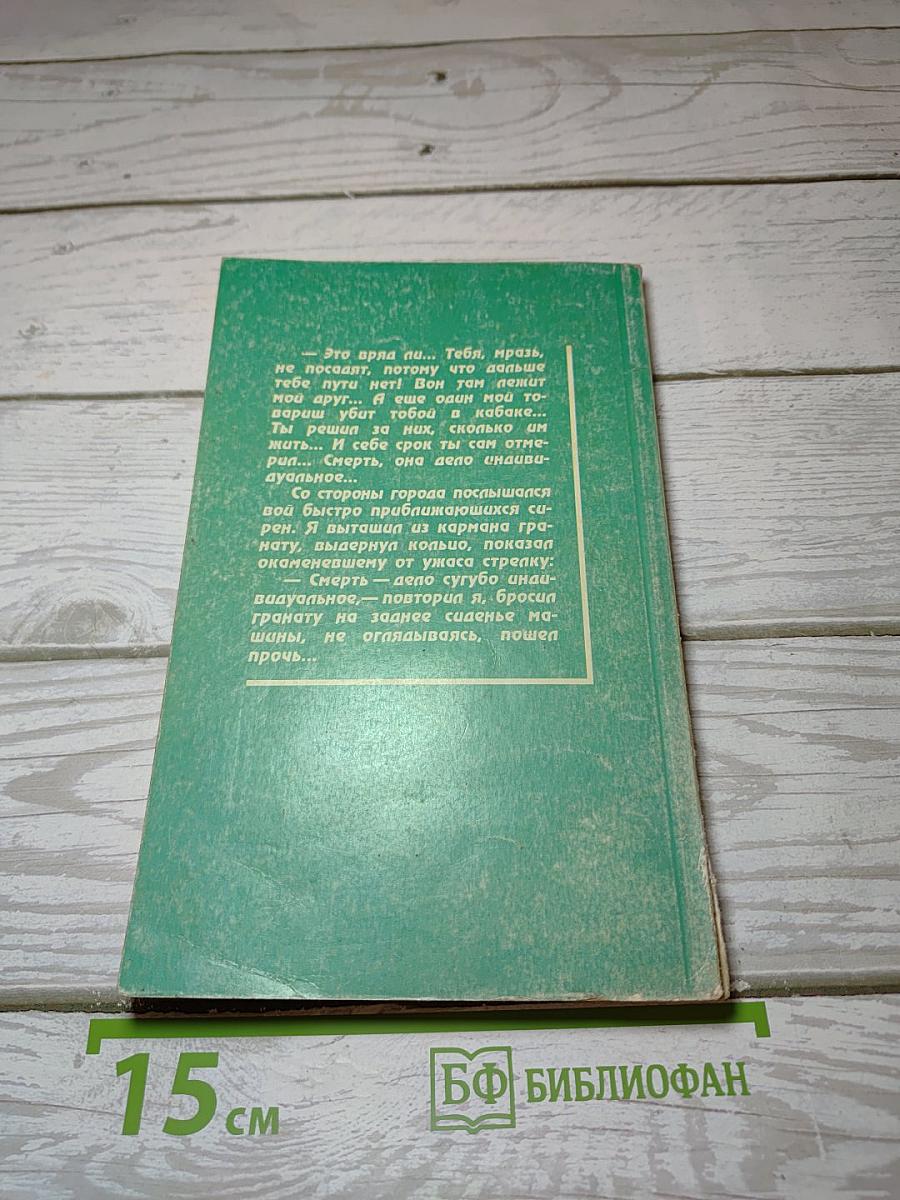 — Это вряд ли... Тебя, мразь,
не посадят, потому что дальше
тебе пути нет! Вон там лежит
мой друг... А еще один мой то-
варищ убит тобой в кабаке...
Ты решил за них, сколько им
жить... И себе срок ты сам отме-
рил... Смерть, она дело индиви-
дуальное...
Со стороны города послышался
вой быстро приближающихся си-
рен. Я вытащил из кармана гра-
нату, выдернул кольцо, показал
окаменевшему от ужаса стрелку:
— Смерть — дело сугубо инди-
видуальное,— повторил я, бросил
гранату на заднее сиденье ма-
шины, не оглядываясь, пошел
прочь...
15 см
БФ БИБЛИОФАН